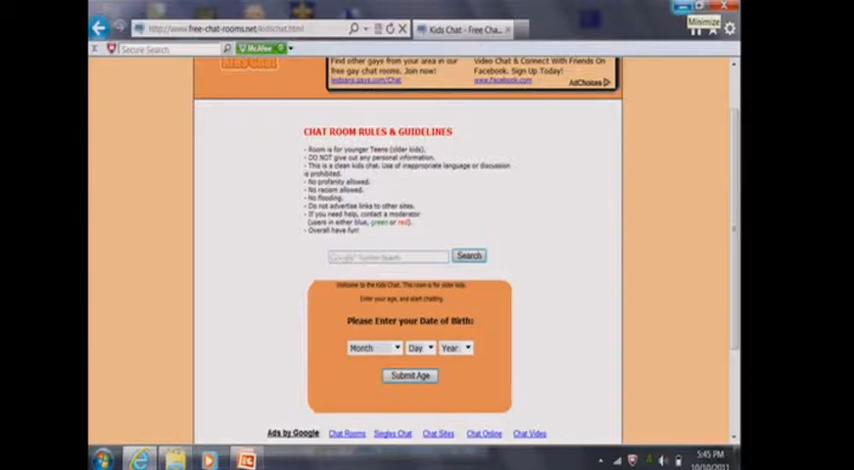 Minimize
http://www.free-chat-rooms.net/kidschat.html
Kids Chat - Free Cha...
Secure Search
McAfee
Kids Chat
Find other gays from your area in our
free gay chat rooms. Join now!
Video Chat & Connect With Friends On
Facebook. Sign Up Today!
www.Facebook.com
AdChoices
CHAT ROOM RULES & GUIDELINES
- Room is for younger Teens (older kids).
- DO NOT give out any personal information.
- This is a clean kids chat. Use of inappropriate language or discussion
is prohibited.
- No profanity allowed.
- No racism allowed.
- No flooding.
- Do not advertise links to other sites.
- If you need help, contact a moderator
(users in either blue, green or red).
- Overall have fun!
Google Custom Search
Search
Welcome to the Kids Chat. This room is for older kids.
Enter your age, and start chatting.
Please Enter your Date of Birth:
Month Day Year
Submit Age
Ads by Google Chat Rooms Singles Chat Chat Sites Chat Online Chat Video
5:45 PM
10/10/2011